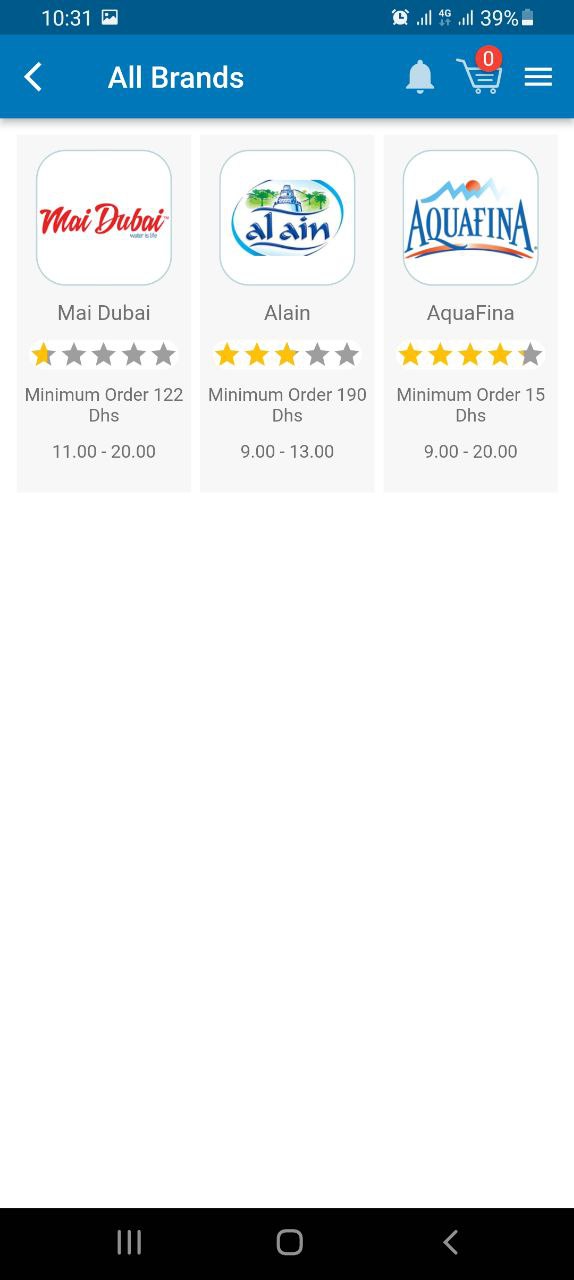 10:31 4G 39%
All Brands 0
Mai Dubai
water is life
al ain
AQUAFINA
Mai Dubai Alain AquaFina
Minimum Order 122 Dhs
Minimum Order 190 Dhs
Minimum Order 15 Dhs
11.00 - 20.00 9.00 - 13.00 9.00 - 20.00